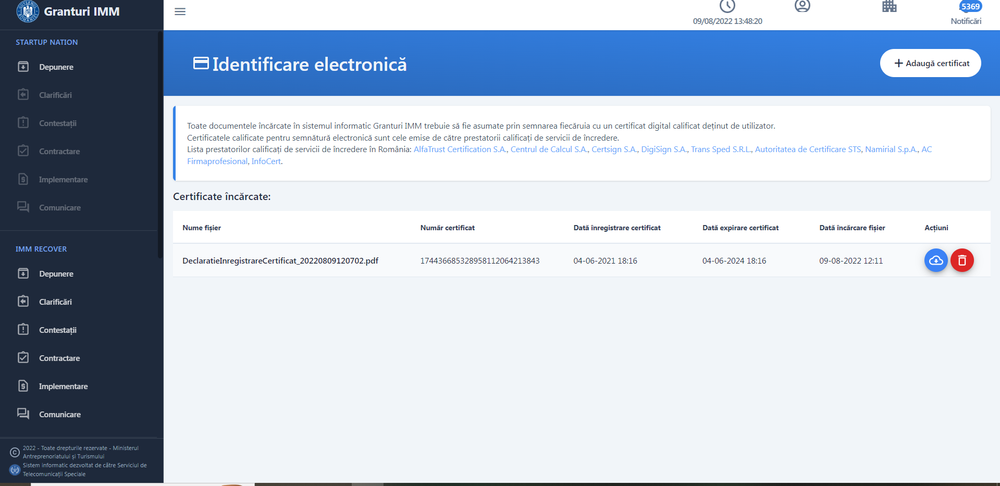 Granturi IMM
09/08/2022 13:48:20
5369
Notificări
STARTUP NATION
Depunere
Clarificări
Contestații
Contractare
Implementare
Comunicare
IMM RECOVER
Depunere
Clarificări
Contestații
Contractare
Implementare
Comunicare
2022 - Toate drepturile rezervate - Ministerul
Antreprenoriatului și Turismului
Sistem informatic dezvoltat de către Serviciul de
Telecomunicații Speciale
Identificare electronică
Adaugă certificat
Toate documentele încărcate în sistemul informatic Granturi IMM trebuie să fie asumate prin semnarea fiecăruia cu un certificat digital calificat deținut de utilizator.
Certificatele calificate pentru semnătură electronică sunt cele emise de către prestatorii calificați de servicii de încredere.
Lista prestatorilor calificați de servicii de încredere în România: AlfaTrust Certification S.A., Centrul de Calcul S.A., Certsign S.A., DigiSign S.A., Trans Sped S.R.L., Autoritatea de Certificare STS, Namirial S.p.A., AC
Firmaprofesional, InfoCert.
Certificate încărcate:
Nume fișier Număr certificat Dată înregistrare certificat Dată expirare certificat Dată încărcare fișier Acțiuni
DeclaratieInregistrareCertificat_20220809120702.pdf 174436685328958112064213843 04-06-2021 18:16 04-06-2024 18:16 09-08-2022 12:11